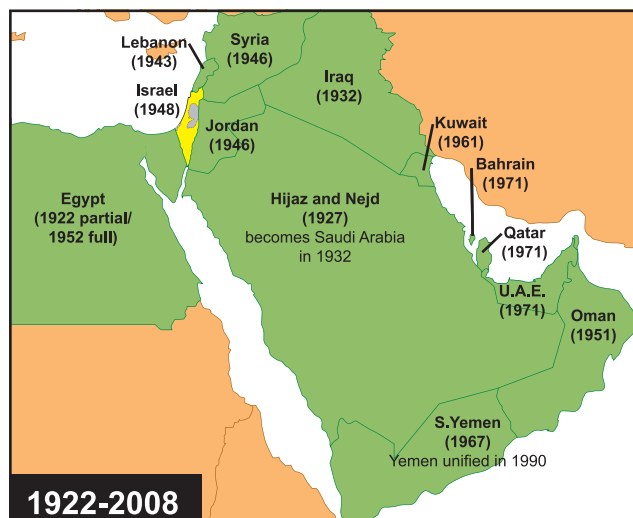 Lebanon
(1943)
Syria
(1946)
Iraq
(1932)
Israel
(1948)
Jordan
(1946)
Kuwait
(1961)
Bahrain
(1971)
Egypt
(1922 partial/
1952 full)
Hijaz and Nejd
(1927)
becomes Saudi Arabia
in 1932
Qatar
(1971)
U.A.E.
(1971)
Oman
(1951)
S.Yemen
(1967)
Yemen unified in 1990
1922-2008